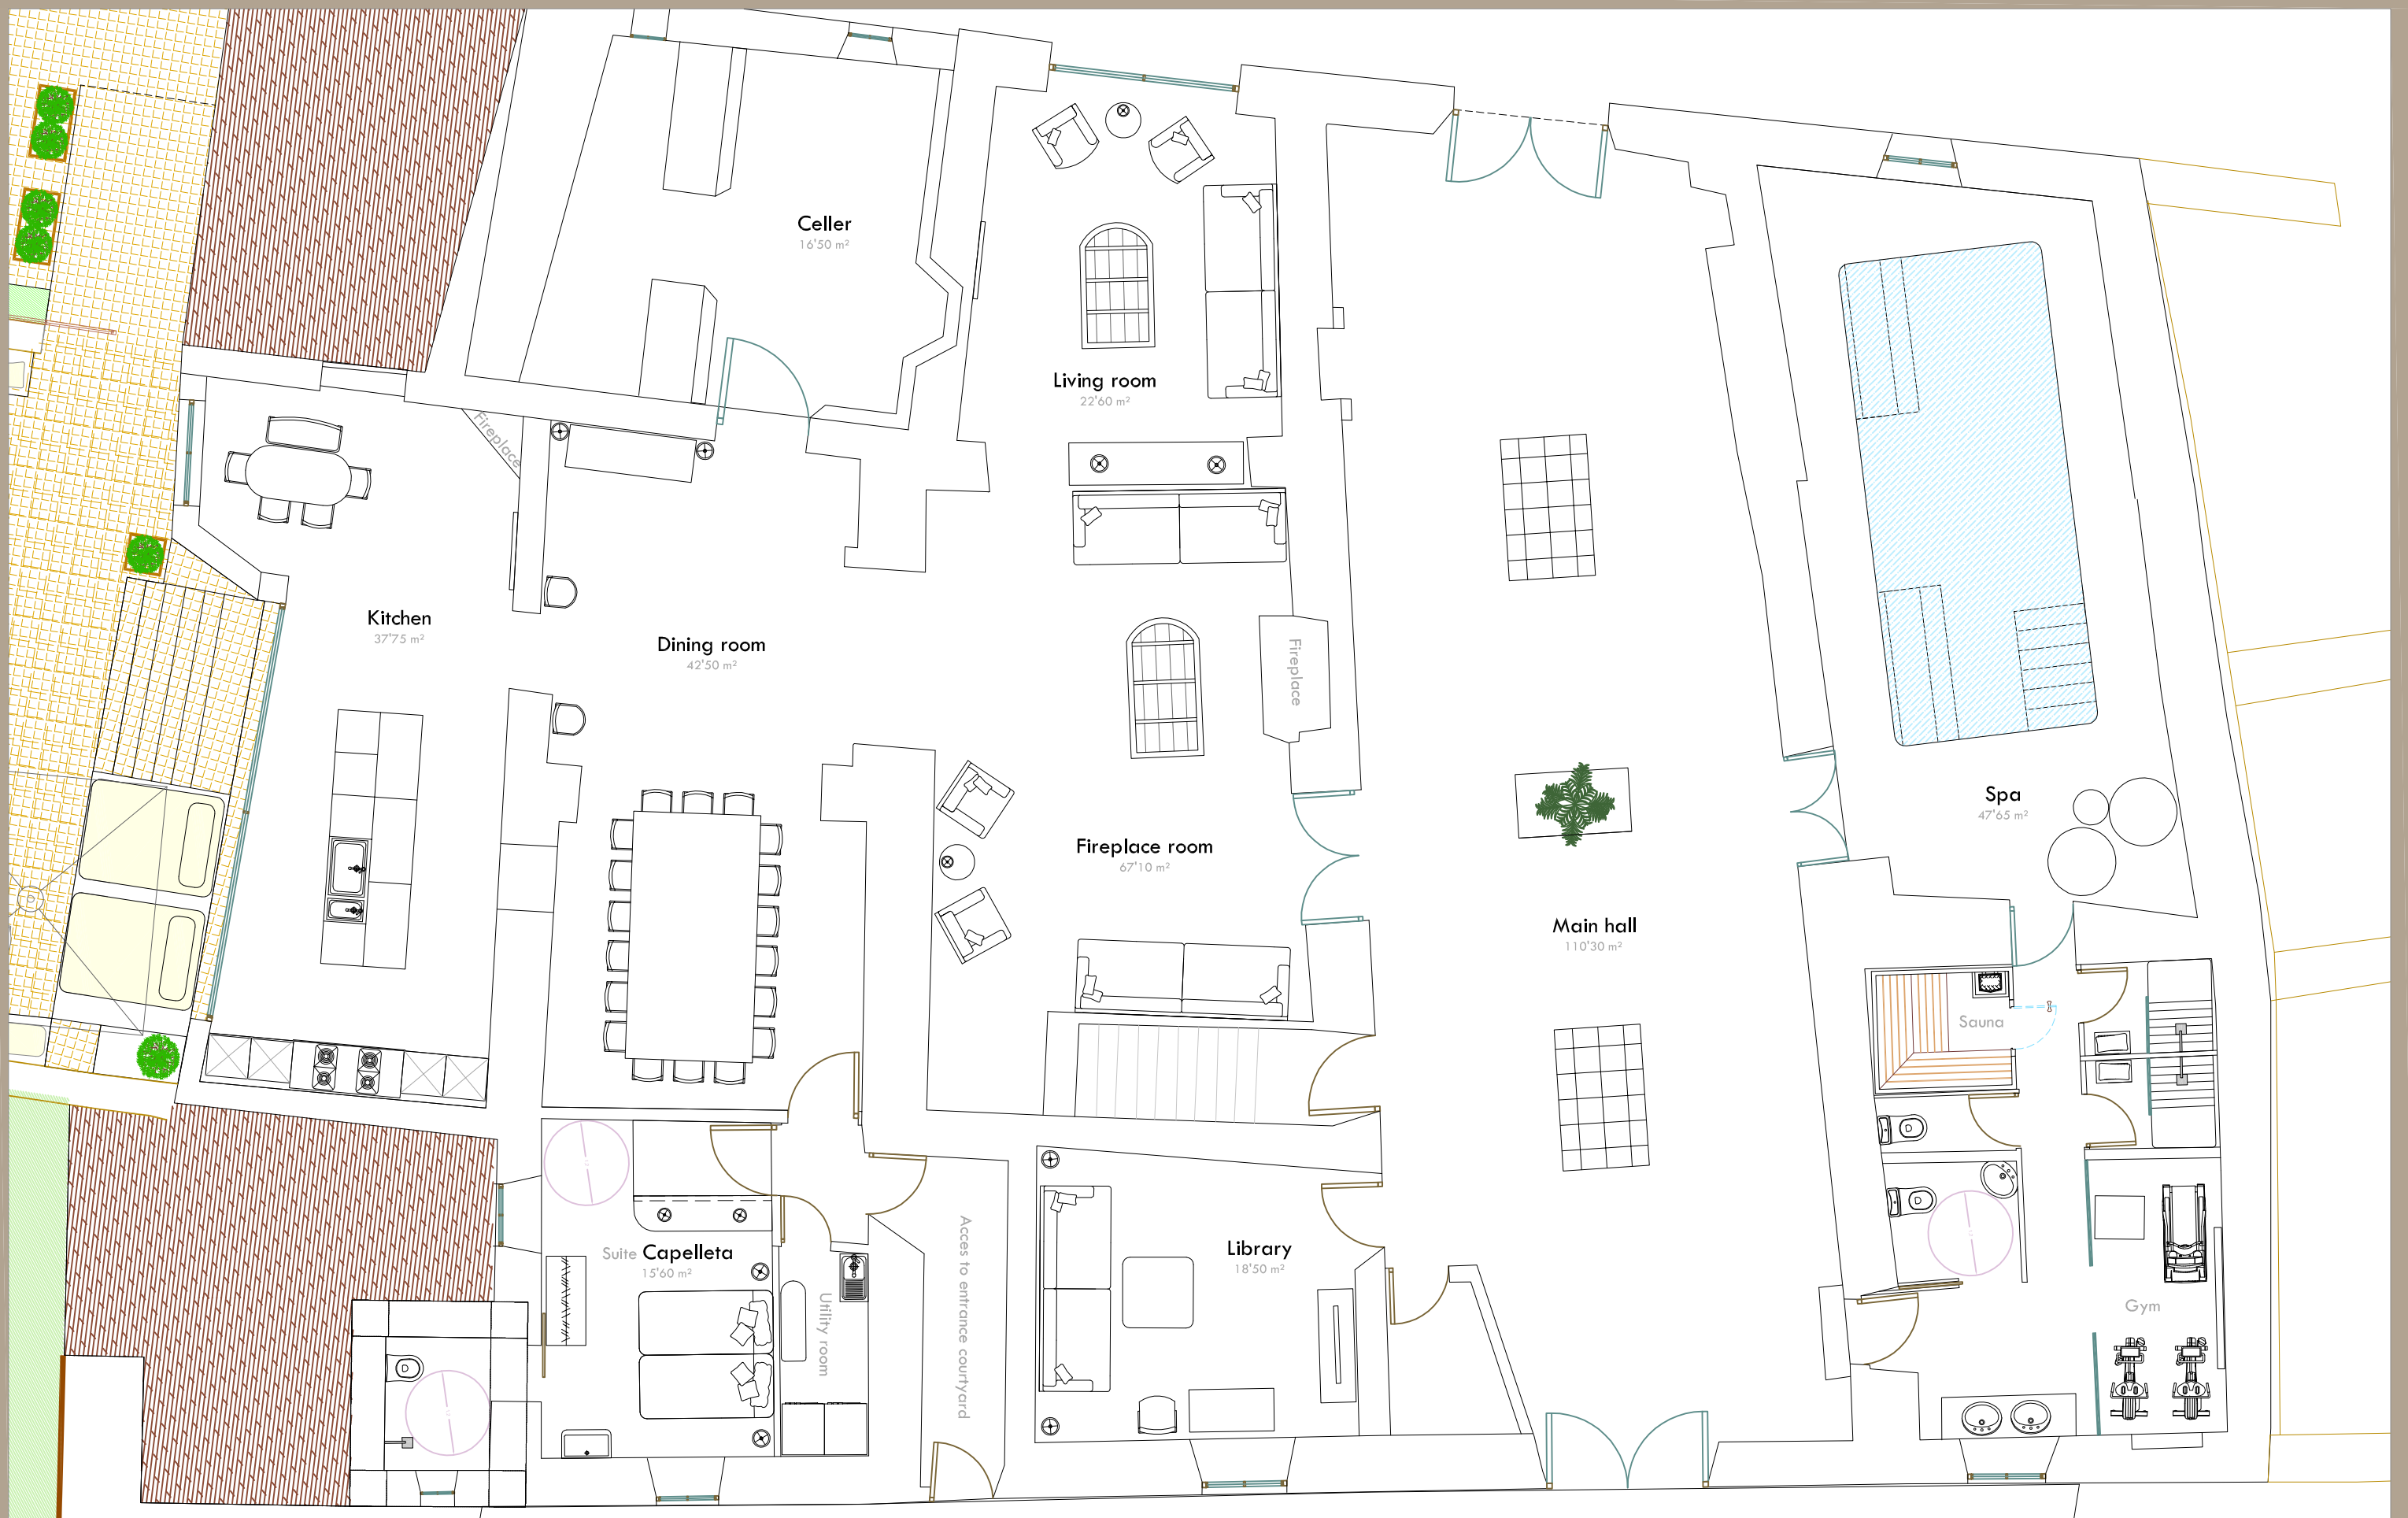 Celler
16'50 m²
Living room
22'60 m²
Fireplace
Kitchen
37'75 m²
Dining room
42'50 m²
Fireplace
Fireplace room
67'10 m²
Main hall
110'30 m²
Spa
47'65 m²
Sauna
Suite Capelleta
15'60 m²
Utility room
Acces to entrance courtyard
Library
18'50 m²
Gym